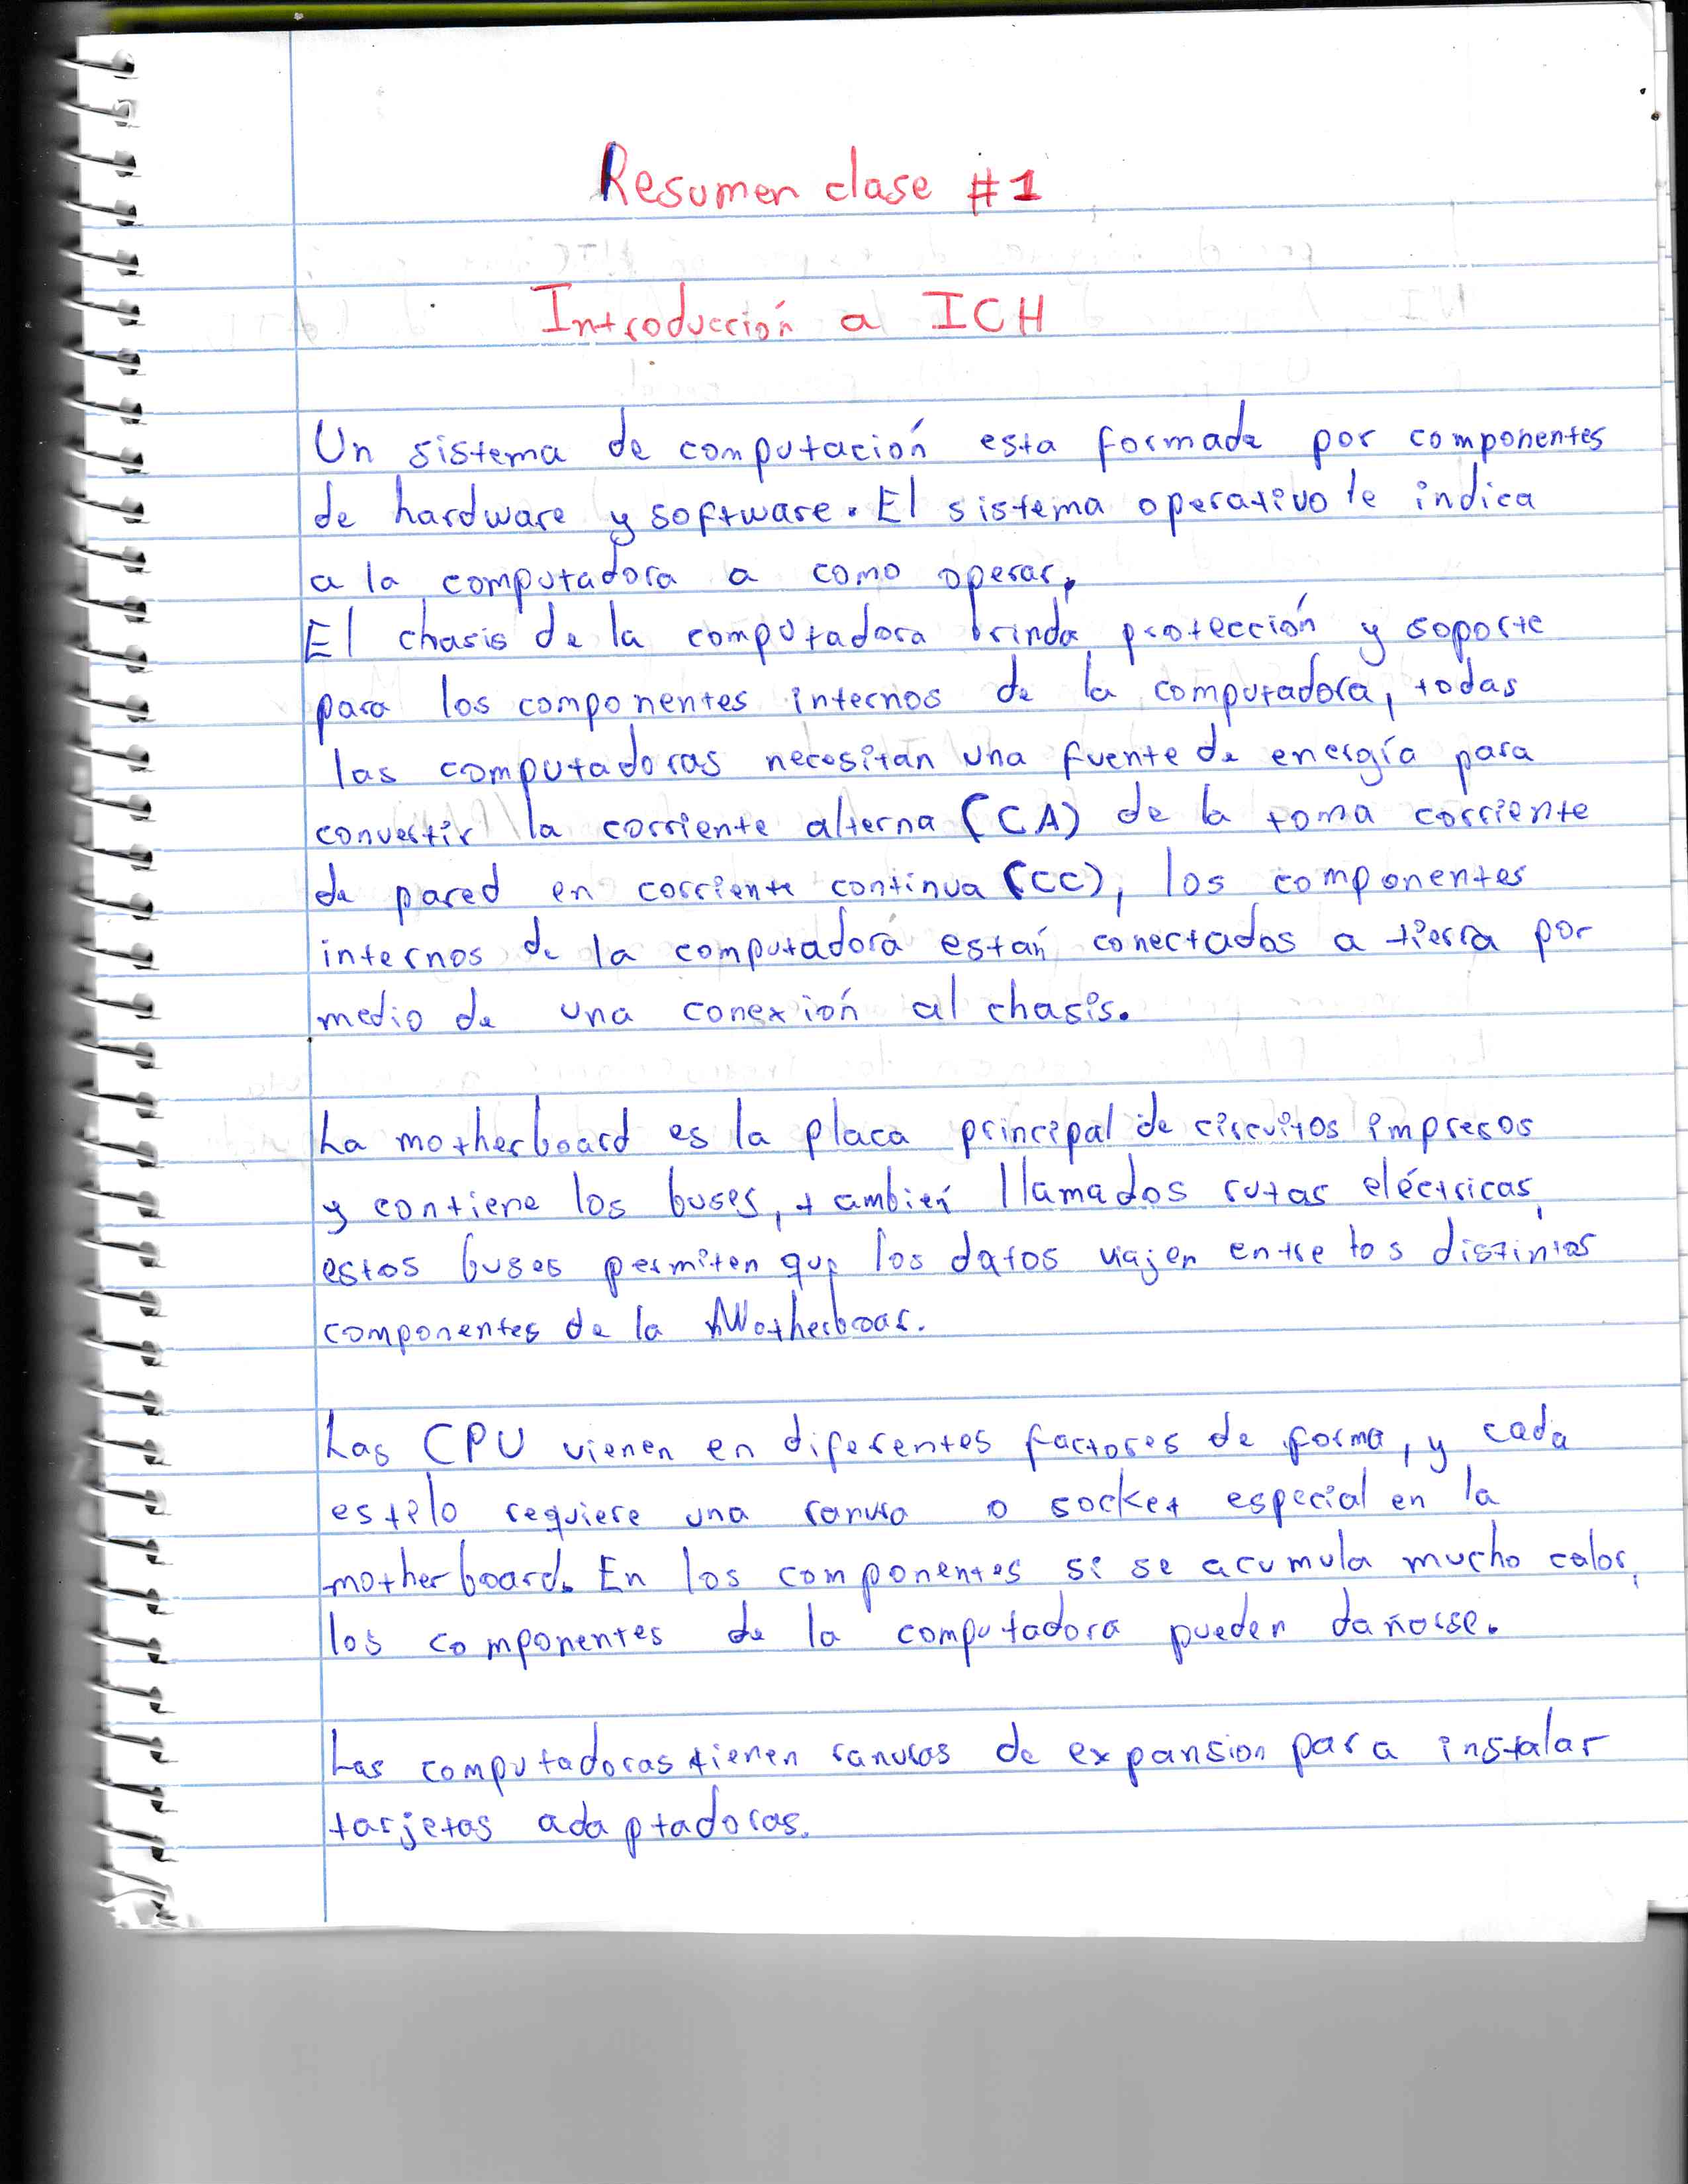 Resumen clase #1
Introducción a ICH
Un sistema de computación esta formada por componentes
de hardware y software. El sistema operativo le indica
a la computadora a como operar.
El chasis de la computadora brinda protección y soporte
para los componentes internos de la computadora, todas
las computadoras necesitan una fuente de energía para
convertir la corriente alterna (CA) de la toma corriente
de pared en corriente continua (CC), los componentes
internos de la computadora están conectados a tierra por
medio de una conexión al chasis.
La motherboard es la placa principal de circuitos impresos
y contiene los buses, también llamados rutas eléctricas,
estos buses permiten que los datos viajen entre los distintos
componentes de la Motherboar.
Las CPU vienen en diferentes factores de forma, y cada
estilo requiere una ranura o socket especial en la
motherboard. En los componentes si se acumula mucho calor,
los componentes de la computadora pueden dañarse.
Las computadoras tienen ranuras de expansion para instalar
tarjetas adaptadoras.